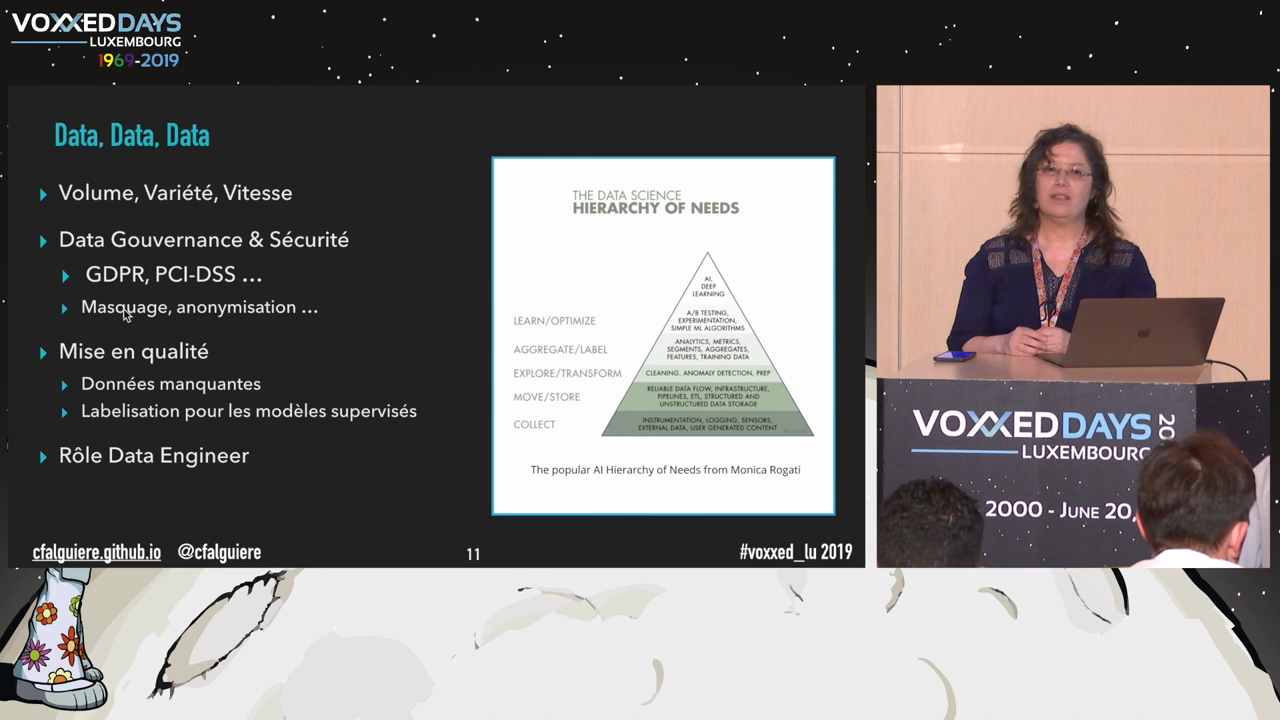 VOXXED DAYS
LUXEMBOURG
1969-2019
Data, Data, Data
Volume, Variété, Vitesse
Data Gouvernance & Sécurité
GDPR, PCI-DSS ...
Masquage, anonymisation ...
Mise en qualité
Données manquantes
Labelisation pour les modèles supervisés
Rôle Data Engineer
THE DATA SCIENCE
HIERARCHY OF NEEDS
AI,
DEEP
LEARNING
LEARN/OPTIMIZE
A/B TESTING,
EXPERIMENTATION,
SIMPLE ML ALGORITHMS
AGGREGATE/LABEL
ANALYTICS, METRICS,
SEGMENTS, AGGREGATES,
FEATURES, TRAINING DATA
EXPLORE/TRANSFORM
CLEANING, ANOMALY DETECTION, PREP
MOVE/STORE
RELIABLE DATA FLOW, INFRASTRUCTURE,
PIPELINES, ETL, STRUCTURED AND
UNSTRUCTURED DATA STORAGE
COLLECT
INSTRUMENTATION, LOGGING, SENSORS,
EXTERNAL DATA, USER GENERATED CONTENT
The popular AI Hierarchy of Needs from Monica Rogati
cfalguiere.github.io @cfalguiere
11
#voxxed_lu 2019
VOXXED DAYS 20
LUXEMBOURG
2000 - JUNE 20,